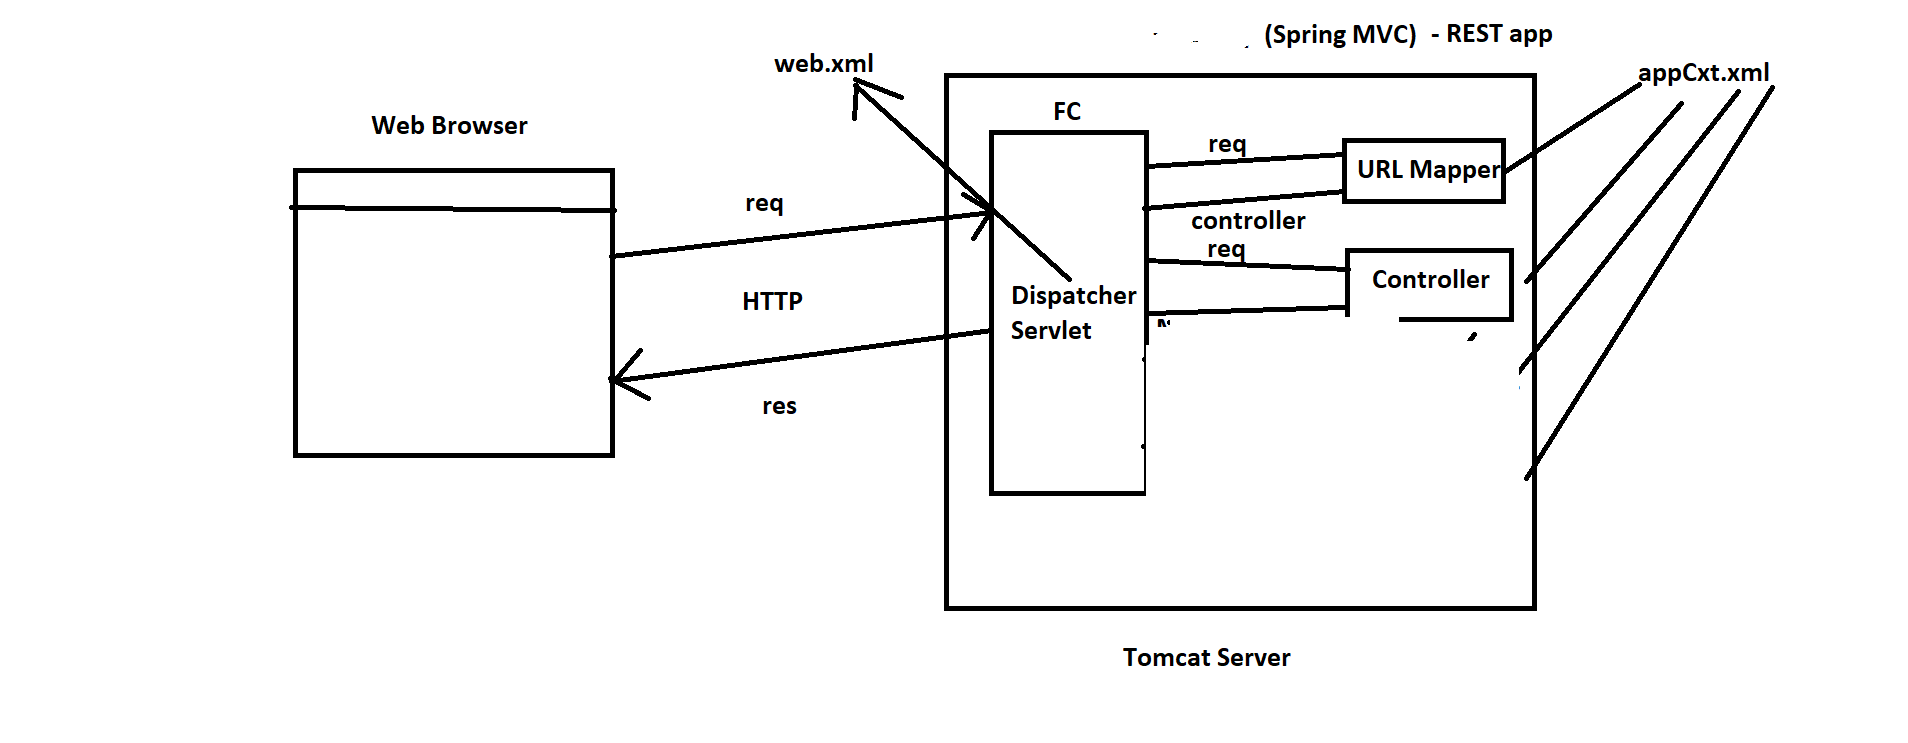 (Spring MVC) - REST app
web.xml
appCxt.xml
FC
Web Browser
req
URL Mapper
req
controller
req
Controller
HTTP
Dispatcher
Servlet
res
Tomcat Server